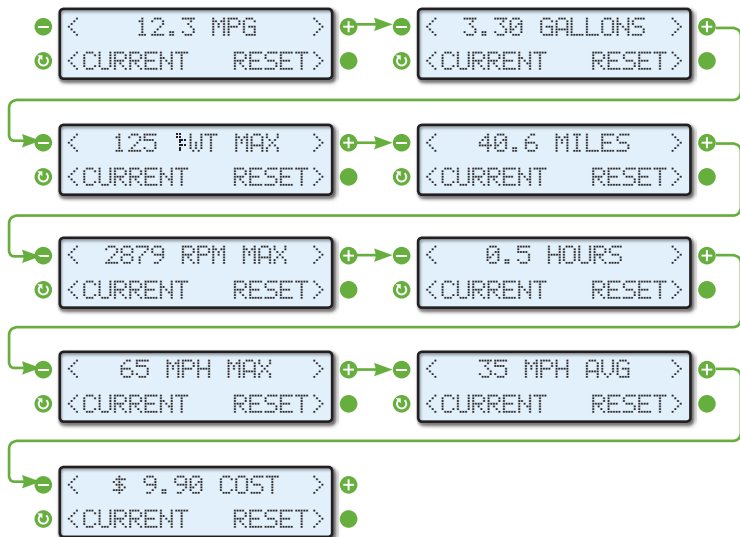 < 12.3 MPG >
<CURRENT RESET>
< 3.30 GALLONS >
<CURRENT RESET>
< 125 WT MAX >
<CURRENT RESET>
< 40.6 MILES >
<CURRENT RESET>
< 2879 RPM MAX >
<CURRENT RESET>
< 0.5 HOURS >
<CURRENT RESET>
< 65 MPH MAX >
<CURRENT RESET>
< 35 MPH AVG >
<CURRENT RESET>
< $ 9.90 COST >
<CURRENT RESET>